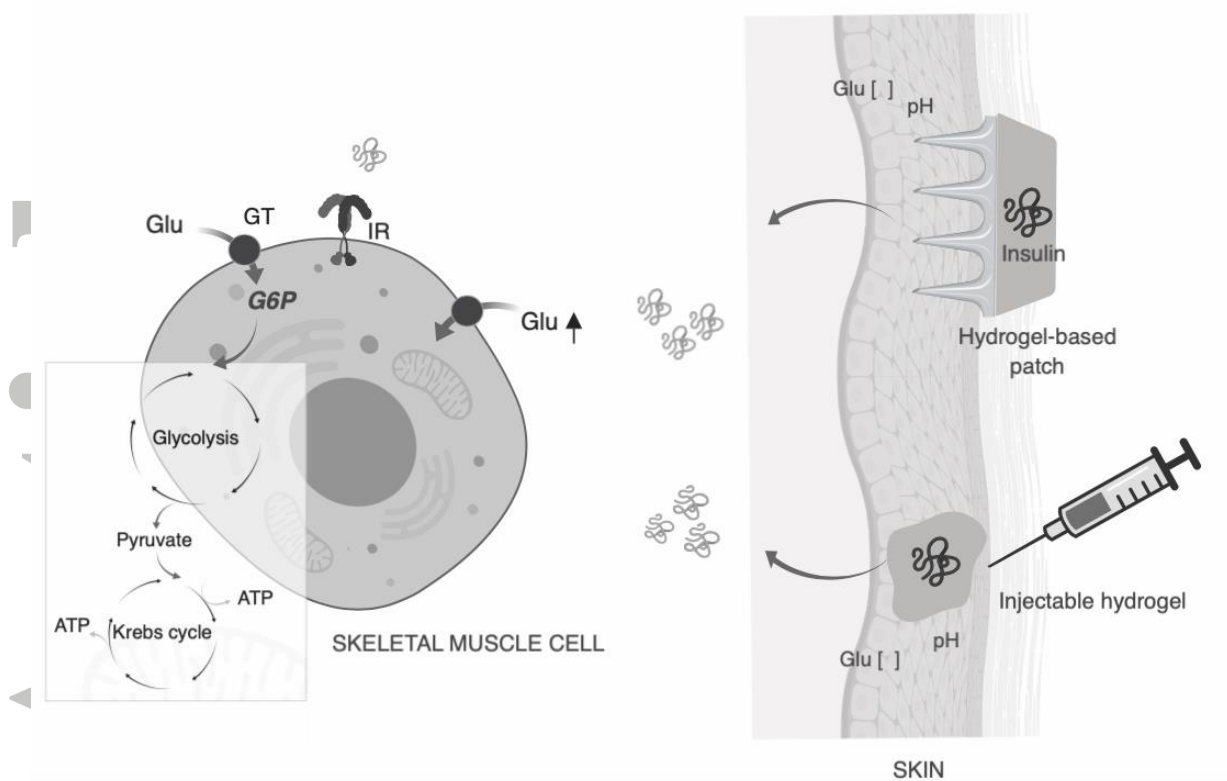 Glu [ ]
pH
Glu
GT
IR
Insulin
G6P
Glu
Hydrogel-based
patch
Glycolysis
Pyruvate
ATP
Injectable hydrogel
ATP
Krebs cycle
SKELETAL MUSCLE CELL
pH
Glu [ ]
SKIN